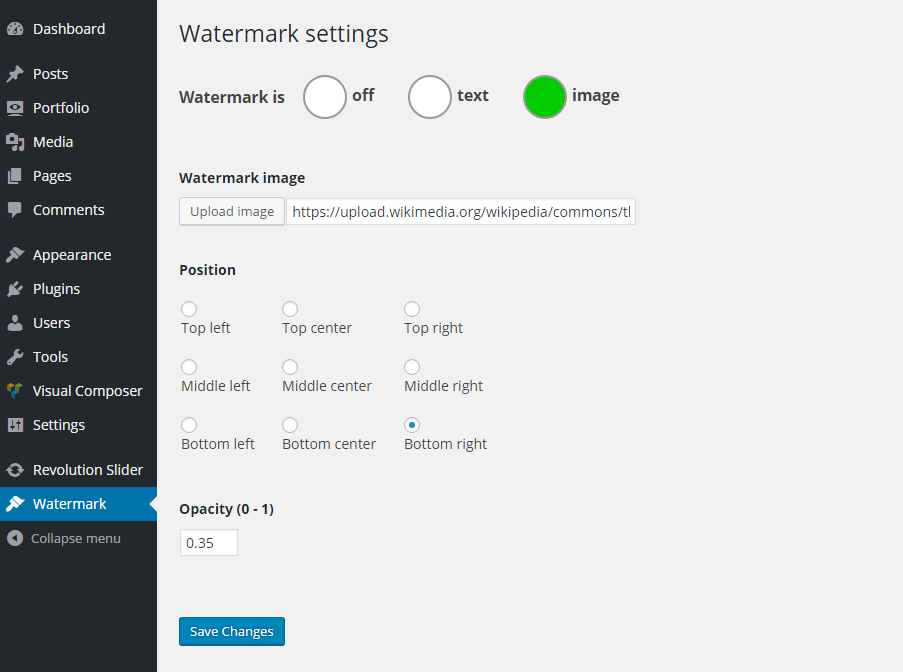 Dashboard
Posts
Portfolio
Media
Pages
Comments
Appearance
Plugins
Users
Tools
Visual Composer
Settings
Revolution Slider
Watermark
Collapse menu
Watermark settings
Watermark is off text image
Watermark image
Upload image https://upload.wikimedia.org/wikipedia/commons/tl
Position
Top left Top center Top right
Middle left Middle center Middle right
Bottom left Bottom center Bottom right
Opacity (0 - 1)
0.35
Save Changes